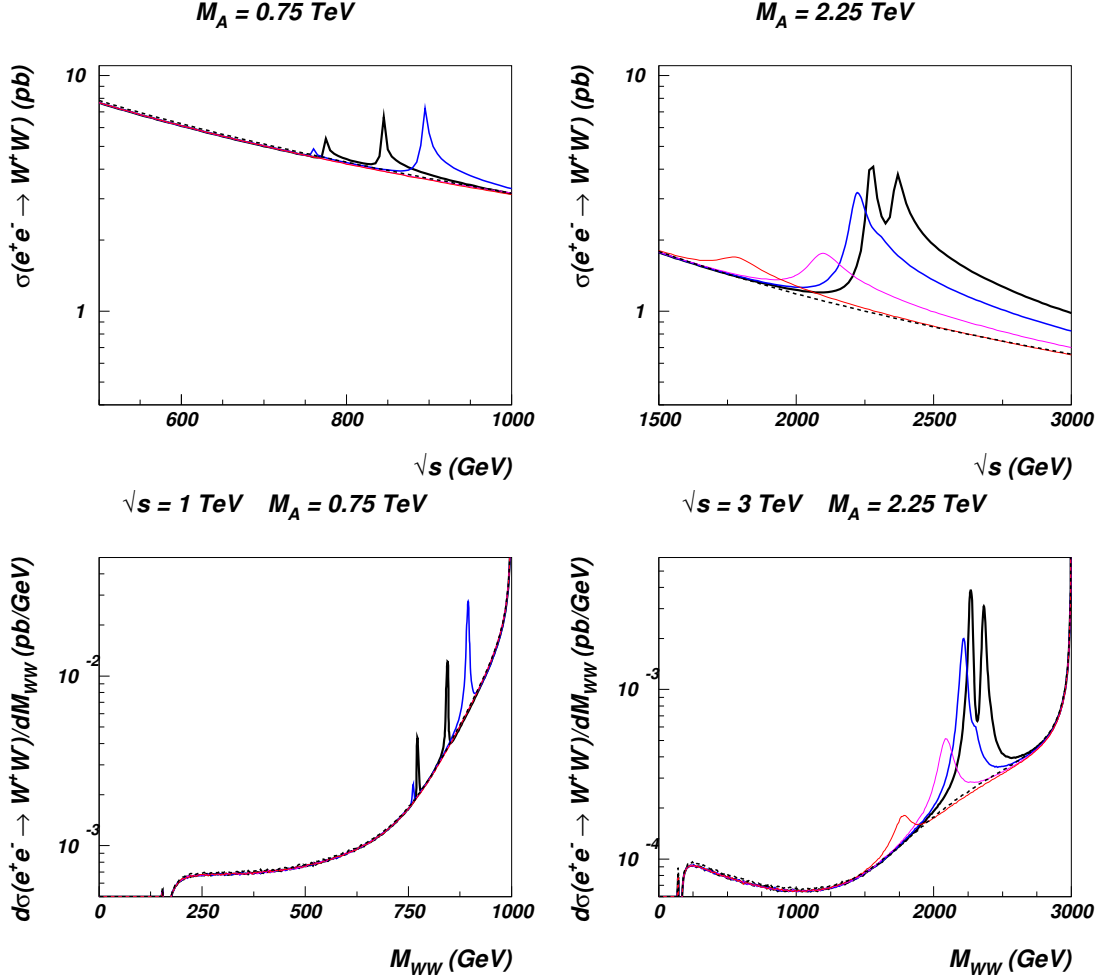 M_A = 0.75 TeV
σ(e⁺e⁻ → W⁺W⁻) (pb)
10
1
600 800 1000
√s (GeV)
M_A = 2.25 TeV
σ(e⁺e⁻ → W⁺W⁻) (pb)
10
1
1500 2000 2500 3000
√s (GeV)
√s = 1 TeV M_A = 0.75 TeV
dσ(e⁺e⁻ → W⁺W⁻)/dM_WW (pb/GeV)
10⁻²
10⁻³
0 250 500 750 1000
M_WW (GeV)
√s = 3 TeV M_A = 2.25 TeV
dσ(e⁺e⁻ → W⁺W⁻)/dM_WW (pb/GeV)
10⁻³
10⁻⁴
0 1000 2000 3000
M_WW (GeV)